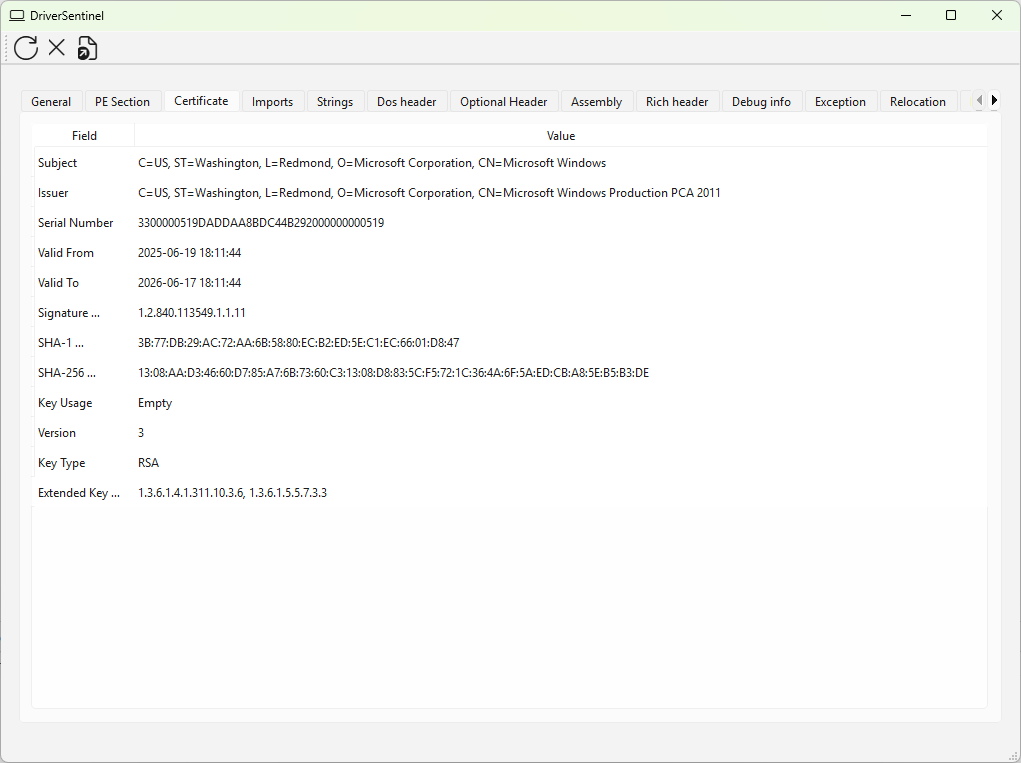 DriverSentinel
General PE Section Certificate Imports Strings Dos header Optional Header Assembly Rich header Debug info Exception Relocation
Field Value
Subject C=US, ST=Washington, L=Redmond, O=Microsoft Corporation, CN=Microsoft Windows
Issuer C=US, ST=Washington, L=Redmond, O=Microsoft Corporation, CN=Microsoft Windows Production PCA 2011
Serial Number 3300000519DADDAA8BDC44B292000000000519
Valid From 2025-06-19 18:11:44
Valid To 2026-06-17 18:11:44
Signature ... 1.2.840.113549.1.1.11
SHA-1 ... 3B:77:DB:29:AC:72:AA:6B:58:80:EC:B2:ED:5E:C1:EC:66:01:D8:47
SHA-256 ... 13:08:AA:D3:46:60:D7:85:A7:6B:73:60:C3:13:08:D8:83:5C:F5:72:1C:36:4A:6F:5A:ED:CB:A8:5E:B5:B3:DE
Key Usage Empty
Version 3
Key Type RSA
Extended Key ... 1.3.6.1.4.1.311.10.3.6, 1.3.6.1.5.5.7.3.3